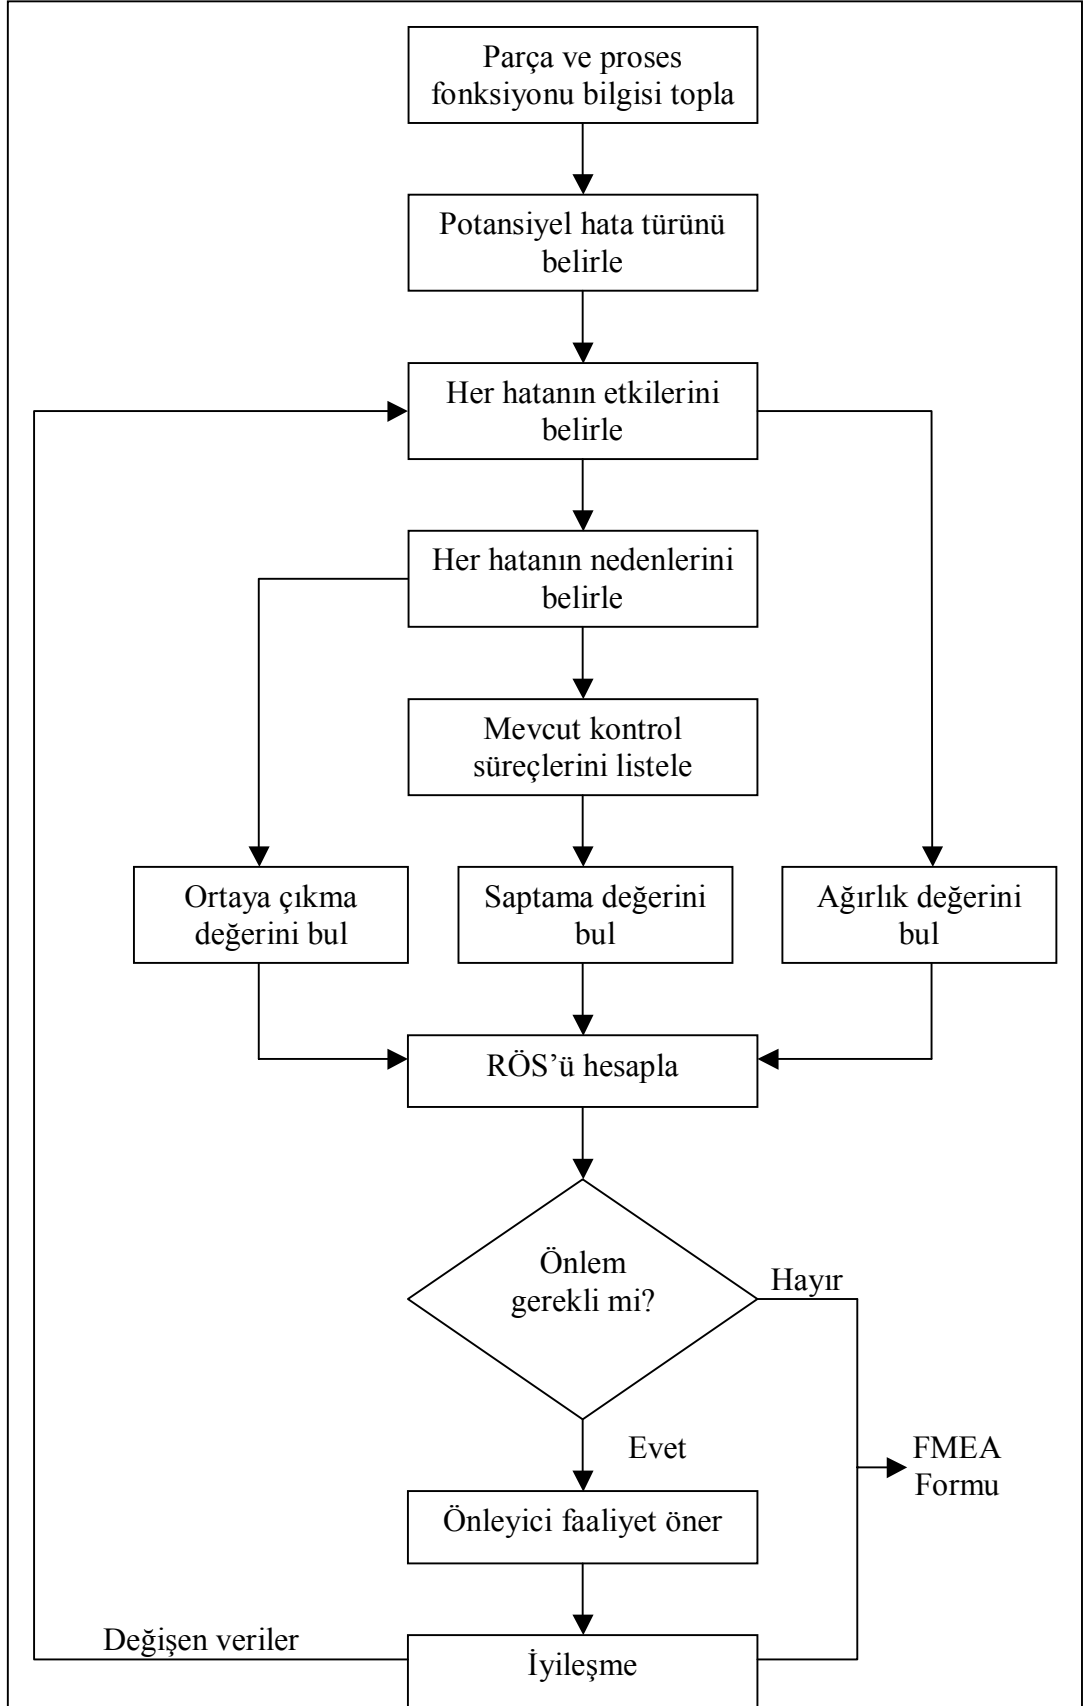 Parça ve proses
fonksiyonu bilgisi topla
Potansiyel hata türünü
belirle
Her hatanın etkilerini
belirle
Her hatanın nedenlerini
belirle
Mevcut kontrol
süreçlerini listele
Ortaya çıkma
değerini bul
Saptama değerini
bul
Ağırlık değerini
bul
RÖS’ü hesapla
Önlem
gerekli mi?
Hayır
Evet
FMEA
Formu
Önleyici faaliyet öner
Değişen veriler
İyileşme